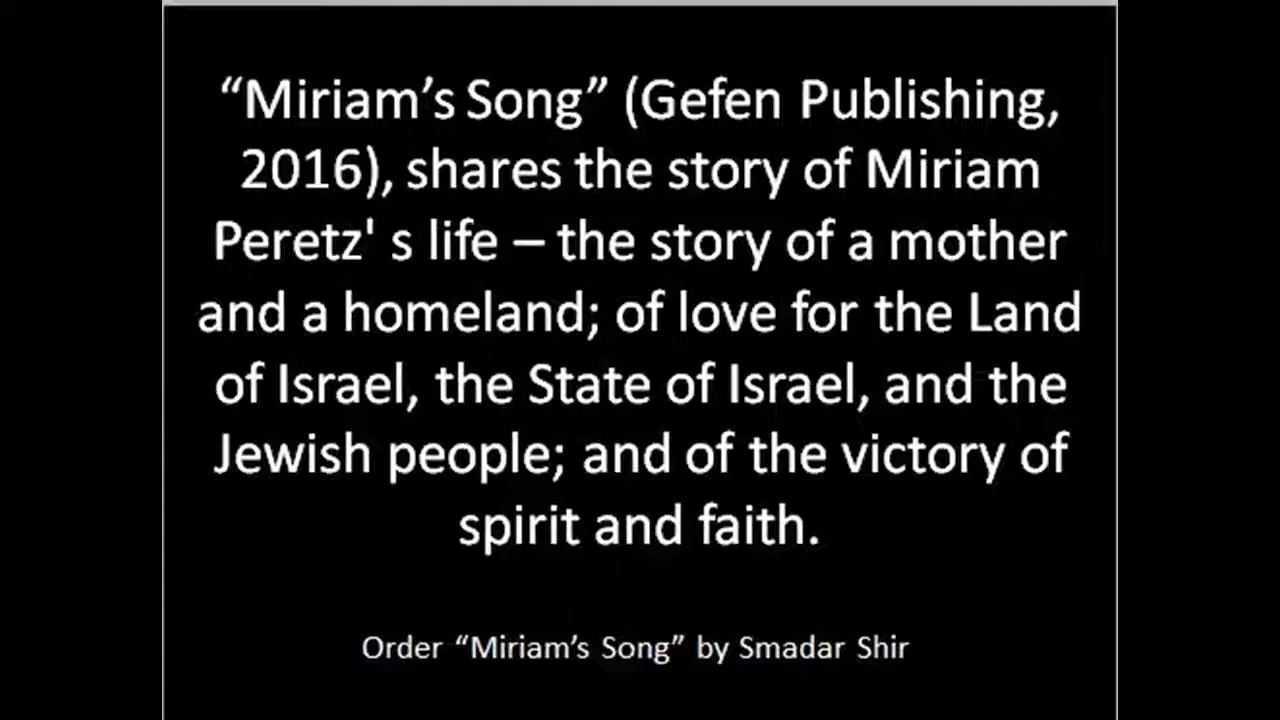 “Miriam’s Song” (Gefen Publishing,
2016), shares the story of Miriam
Peretz' s life – the story of a mother
and a homeland; of love for the Land
of Israel, the State of Israel, and the
Jewish people; and of the victory of
spirit and faith.
Order “Miriam’s Song” by Smadar Shir